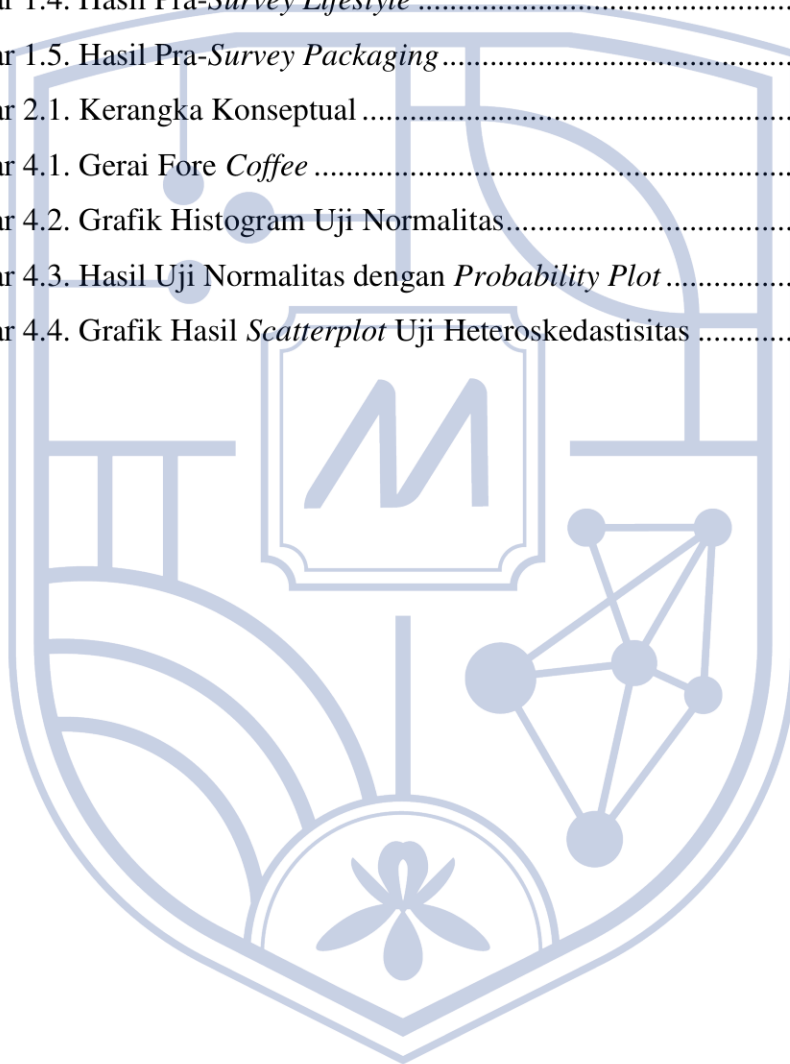 ar 1.4. Hasil Pra-Survey Lifestyle ........................................
ar 1.5. Hasil Pra-Survey Packaging ........................................
ar 2.1. Kerangka Konseptual ........................................
ar 4.1. Gerai Fore Coffee ........................................
ar 4.2. Grafik Histogram Uji Normalitas ........................................
ar 4.3. Hasil Uji Normalitas dengan Probability Plot ................
ar 4.4. Grafik Hasil Scatterplot Uji Heteroskedastisitas ............
M